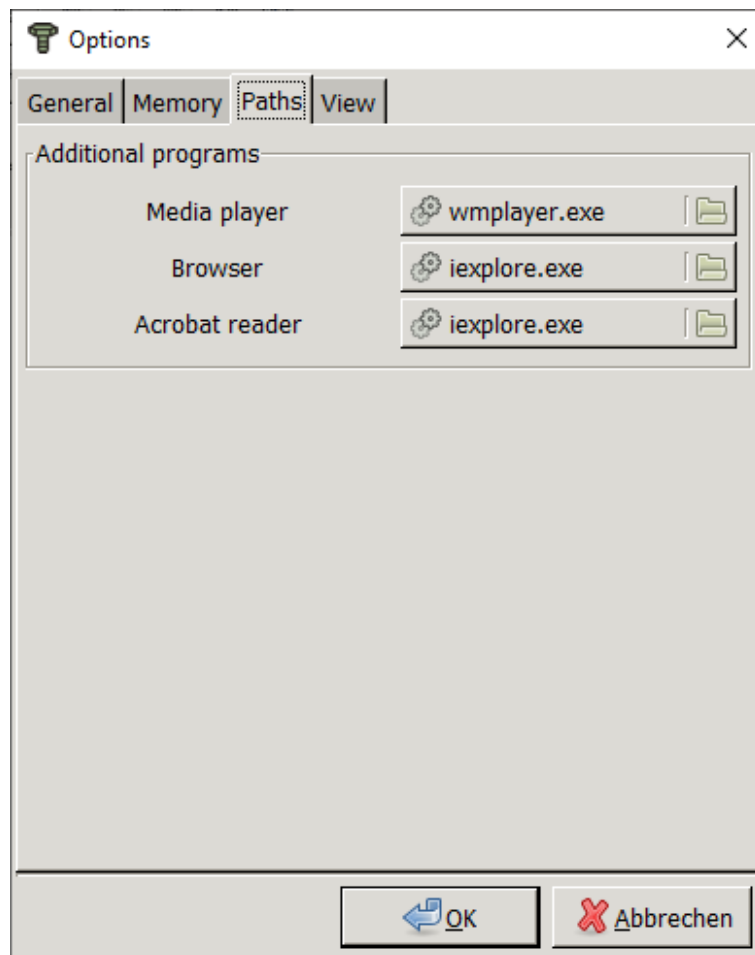 Options
General Memory Paths View
Additional programs
Media player wmplayer.exe
Browser iexplore.exe
Acrobat reader iexplore.exe
OK Abbrechen